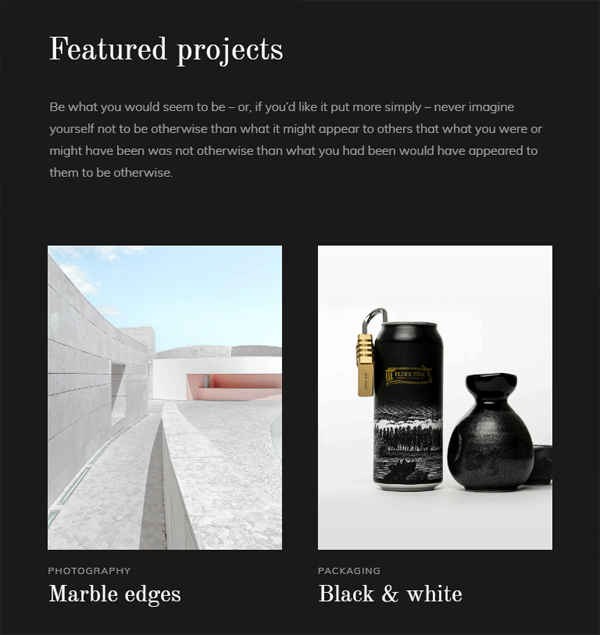 Featured projects
Be what you would seem to be – or, if you'd like it put more simply – never imagine
yourself not to be otherwise than what it might appear to others that what you were or
might have been was not otherwise than what you had been would have appeared to
them to be otherwise.
PHOTOGRAPHY
Marble edges
PACKAGING
Black & white